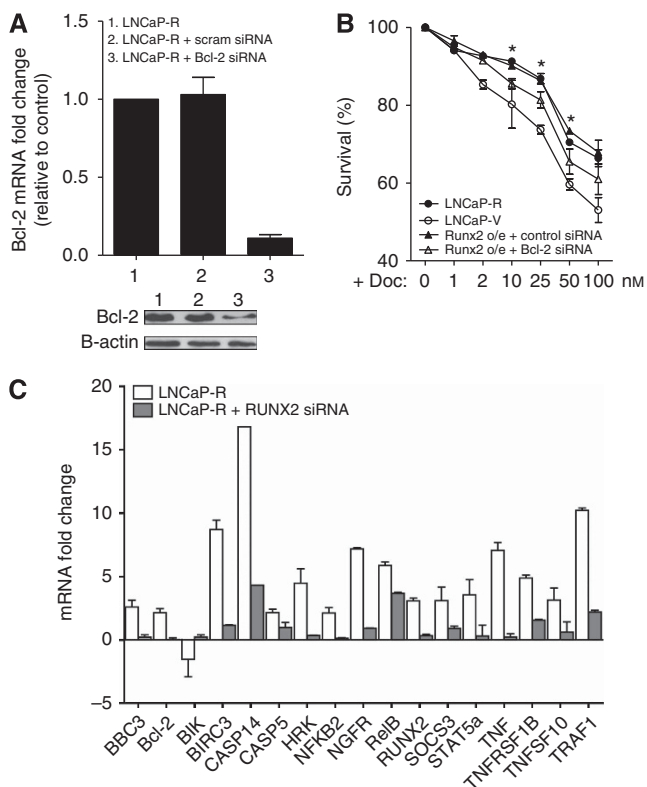 A
1.5
1.0
0.5
0.0
Bcl-2 mRNA fold change
(relative to control)
1. LNCaP-R
2. LNCaP-R + scram siRNA
3. LNCaP-R + Bcl-2 siRNA
1 2 3
1 2 3
Bcl-2
B-actin
B
100
80
60
40
Survival (%)
LNCaP-R
LNCaP-V
Runx2 o/e + control siRNA
Runx2 o/e + Bcl-2 siRNA
* * *
+ Doc: 0 1 2 10 25 50 100 nM
C
20
15
10
5
0
–5
mRNA fold change
LNCaP-R
LNCaP-R + RUNX2 siRNA
BBC3
Bcl-2
BIK
BIRC3
CASP14
CASP5
HRK
NFKB2
NGFR
RelB
RUNX2
SOCS3
STAT5a
TNF
TNFRSF1B
TNFSF10
TRAF1